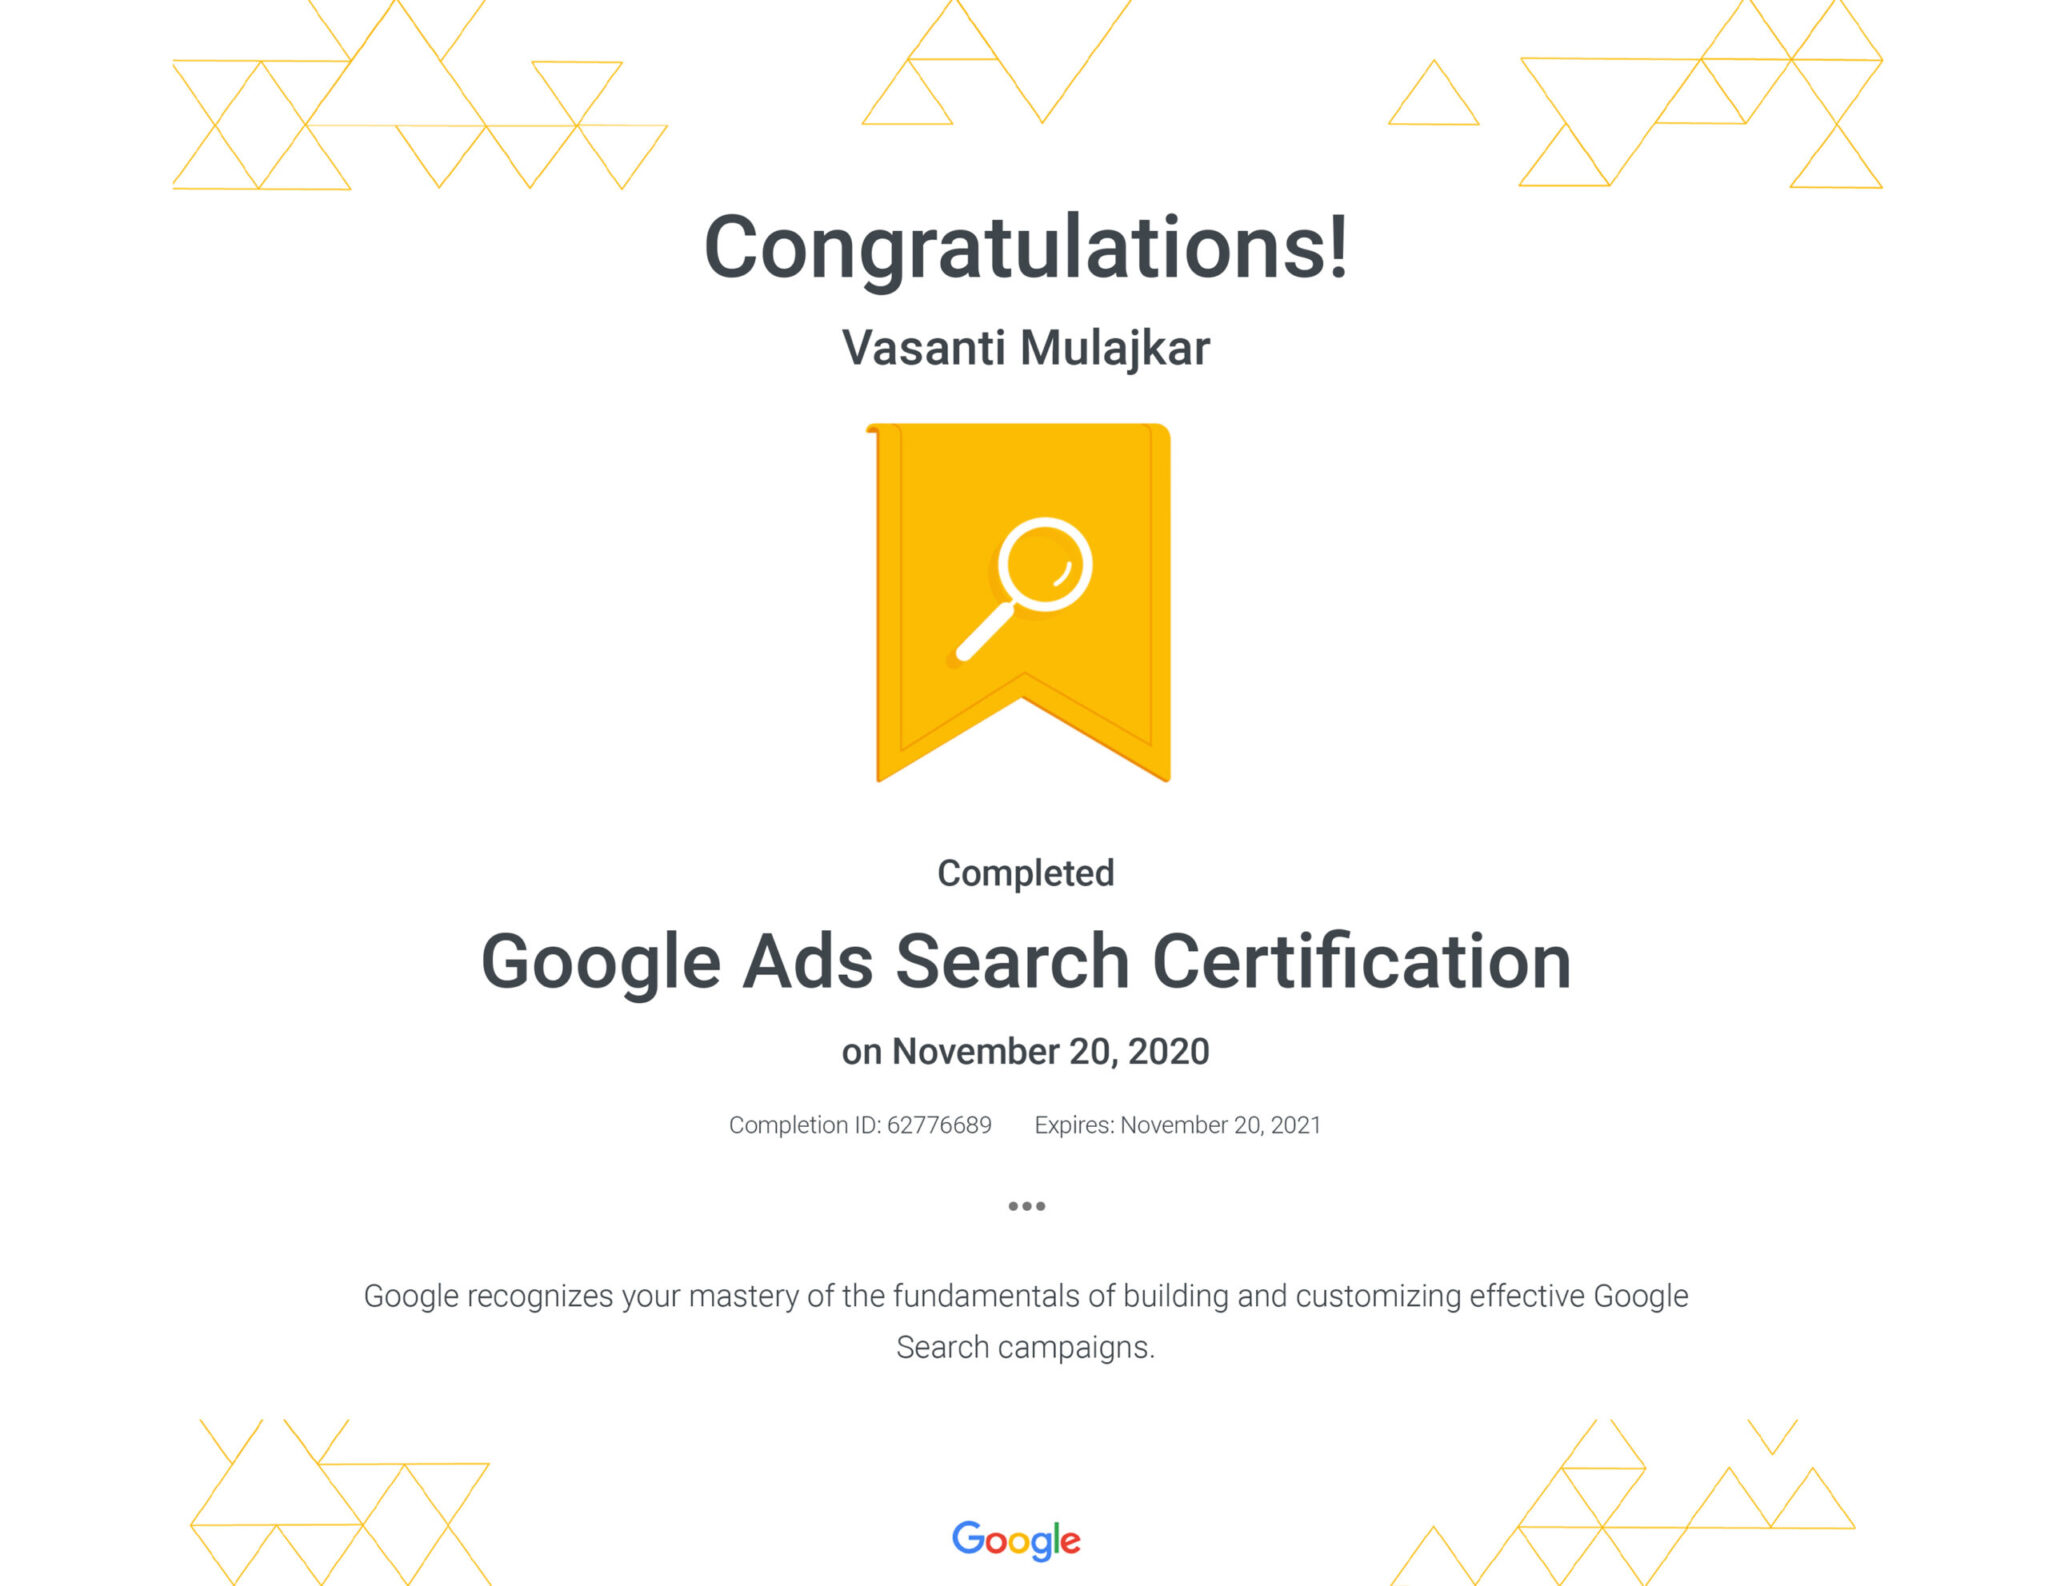 Congratulations!
Vasanti Mulajkar
Completed
Google Ads Search Certification
on November 20, 2020
Completion ID: 62776689 Expires: November 20, 2021
•••
Google recognizes your mastery of the fundamentals of building and customizing effective Google
Search campaigns.
Google